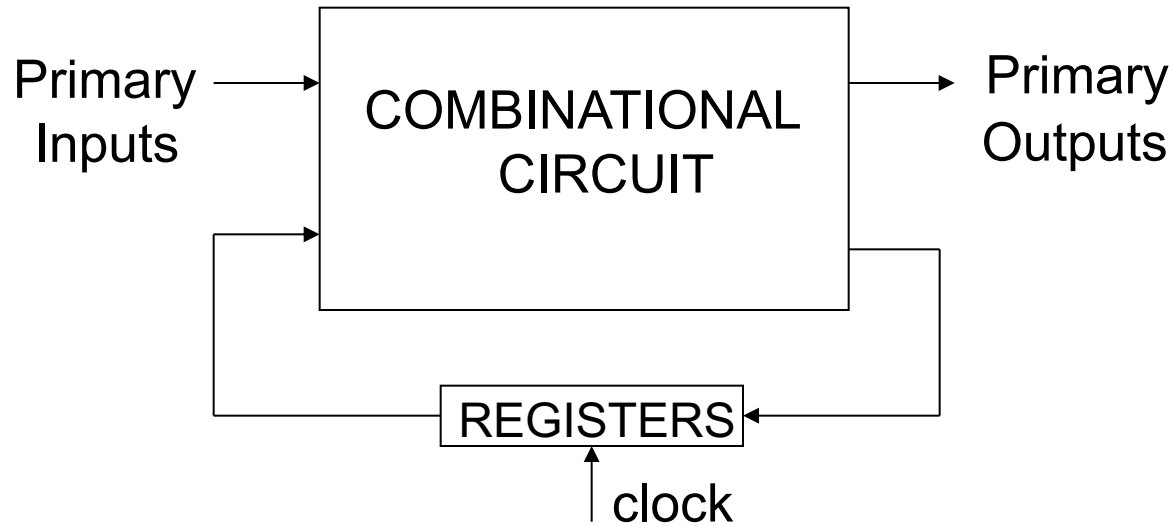 Primary
Inputs
COMBINATIONAL
CIRCUIT
Primary
Outputs
REGISTERS
clock